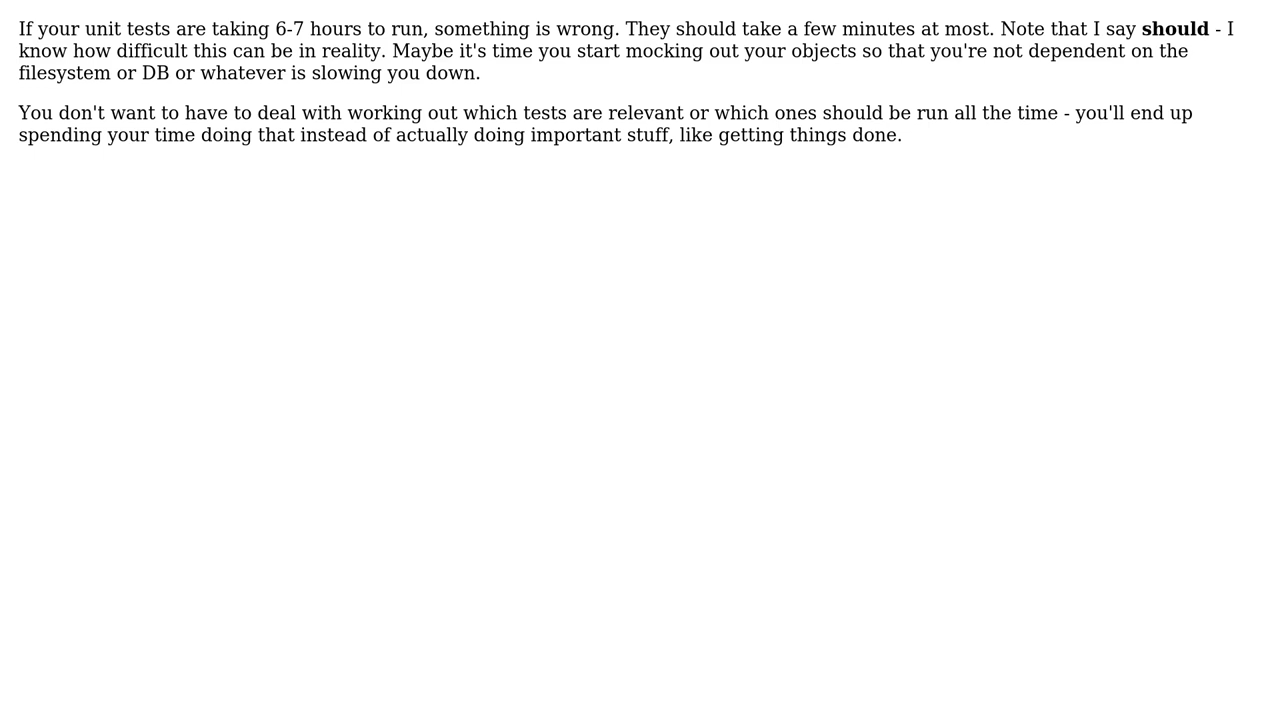 If your unit tests are taking 6-7 hours to run, something is wrong. They should take a few minutes at most. Note that I say should - I
know how difficult this can be in reality. Maybe it's time you start mocking out your objects so that you're not dependent on the
filesystem or DB or whatever is slowing you down.
You don't want to have to deal with working out which tests are relevant or which ones should be run all the time - you'll end up
spending your time doing that instead of actually doing important stuff, like getting things done.